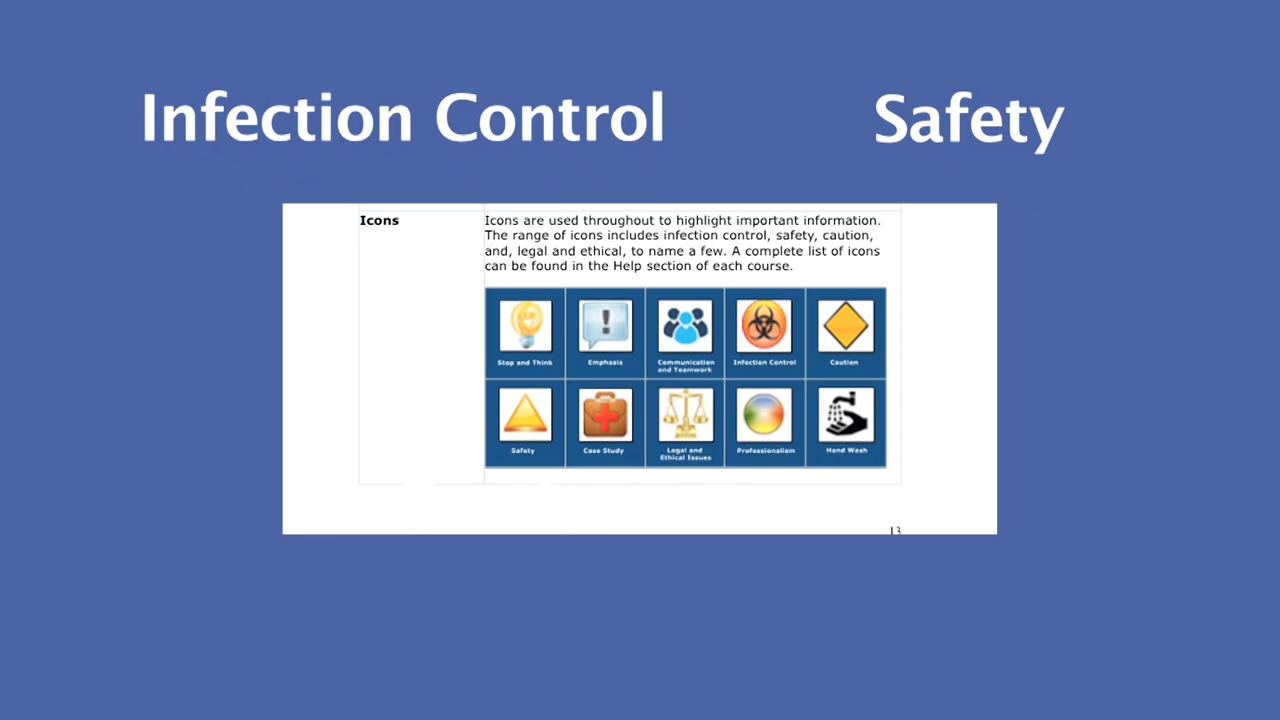 Infection Control
Safety
Icons
Icons are used throughout to highlight important information.
The range of icons includes infection control, safety, caution,
and, legal and ethical, to name a few. A complete list of icons
can be found in the Help section of each course.
Stop and Think
Emphasis
Communication
and Teamwork
Infection Control
Caution
Safety
Case Study
Legal and
Ethical Issues
Professionalism
Hand Wash
13